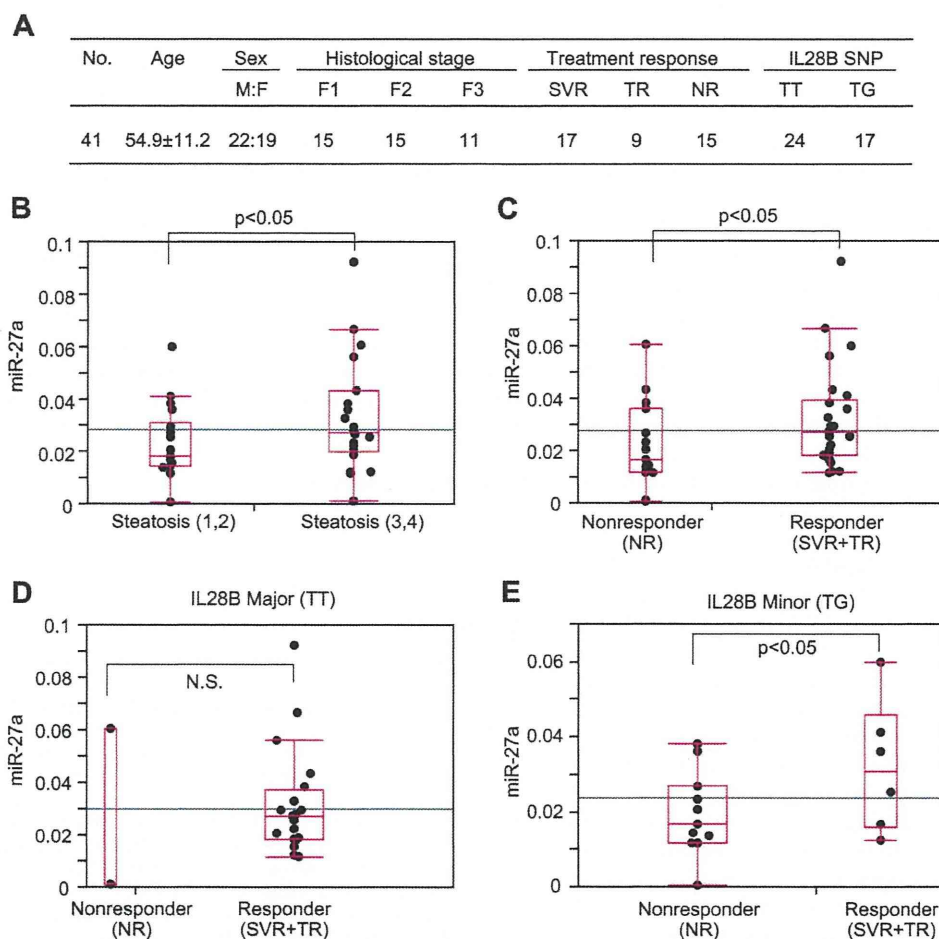 A
No. Age Sex Histological stage Treatment response IL28B SNP
M:F F1 F2 F3 SVR TR NR TT TG
41 54.9±11.2 22:19 15 15 11 17 9 15 24 17
B
p<0.05
0.1
0.08
0.06
0.04
0.02
0
miR-27a
Steatosis (1,2) Steatosis (3,4)
C
p<0.05
0.1
0.08
0.06
0.04
0.02
0
miR-27a
Nonresponder Responder
(NR) (SVR+TR)
D
IL28B Major (TT)
N.S.
0.1
0.08
0.06
0.04
0.02
0
miR-27a
Nonresponder Responder
(NR) (SVR+TR)
E
IL28B Minor (TG)
p<0.05
0.06
0.04
0.02
0
miR-27a
Nonresponder Responder
(NR) (SVR+TR)